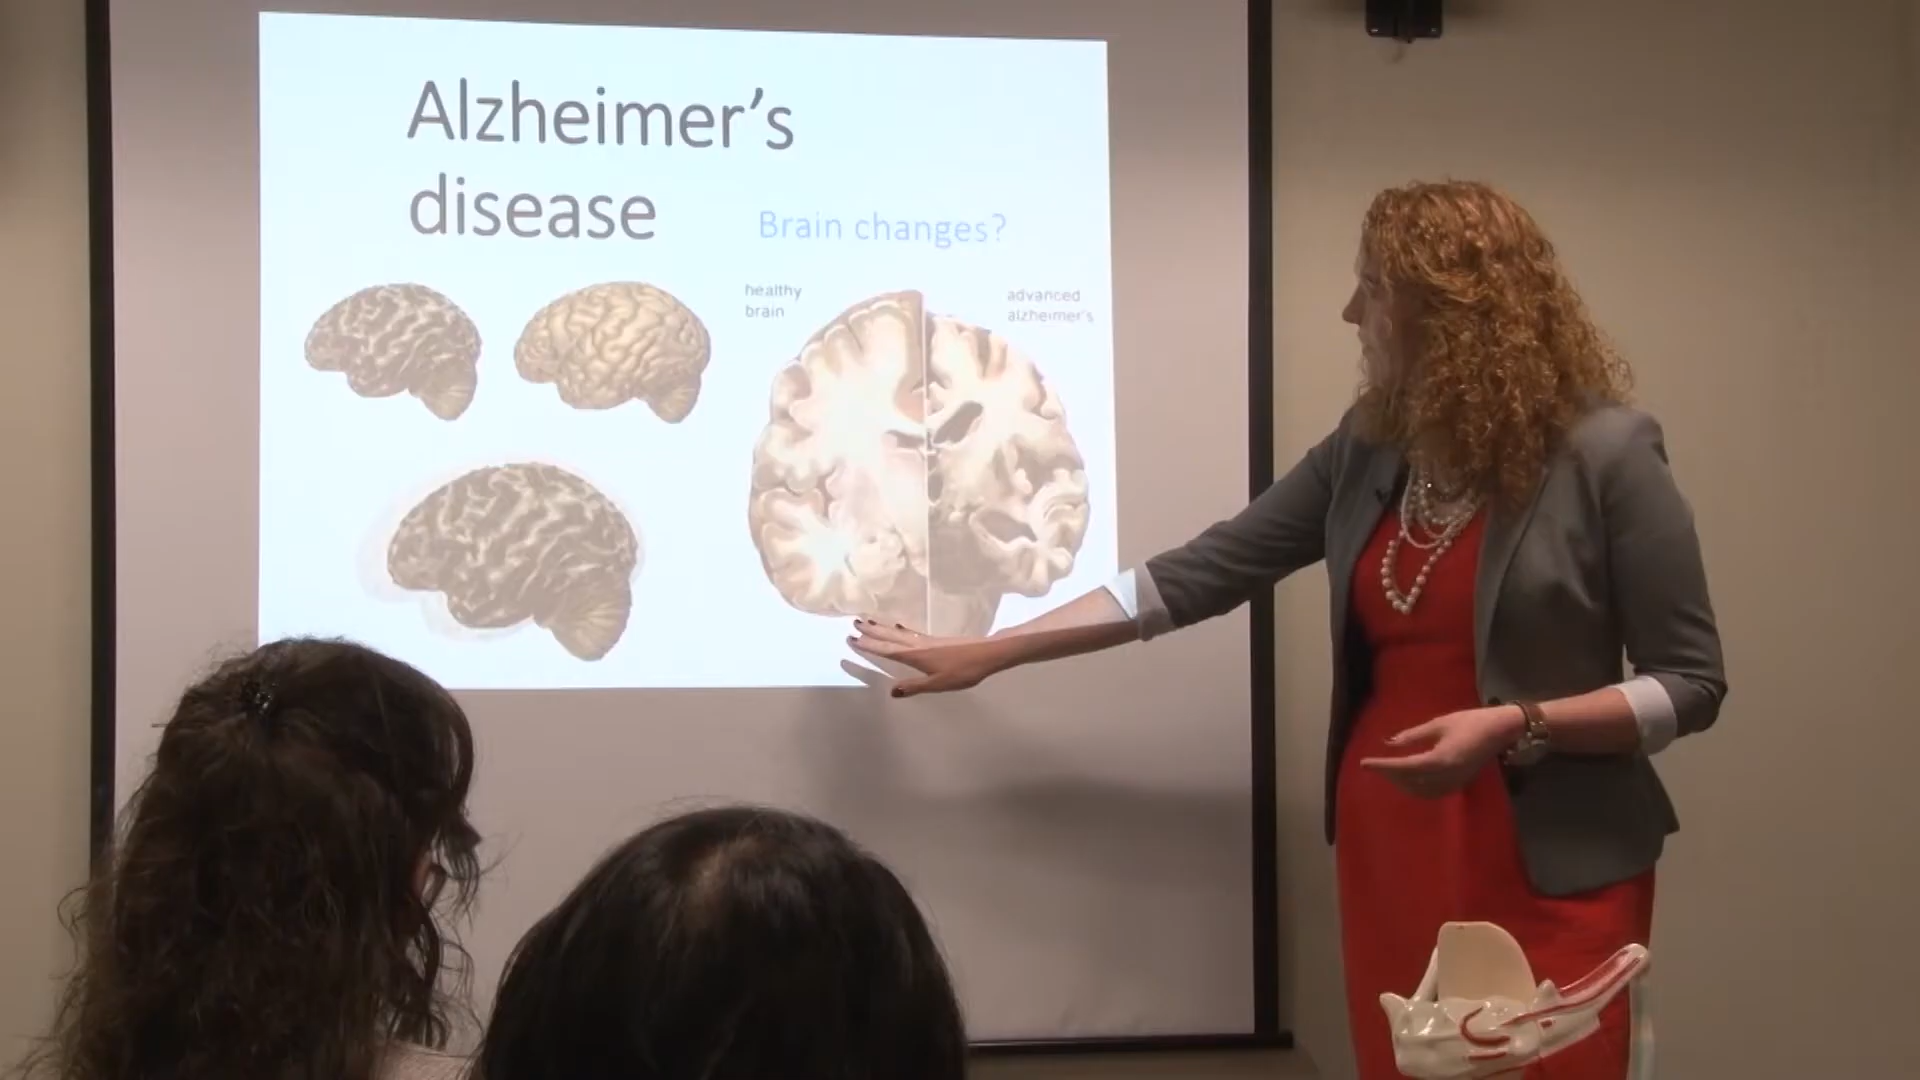 Alzheimer's
disease
Brain changes?
healthy
brain
advanced
alzheimer's